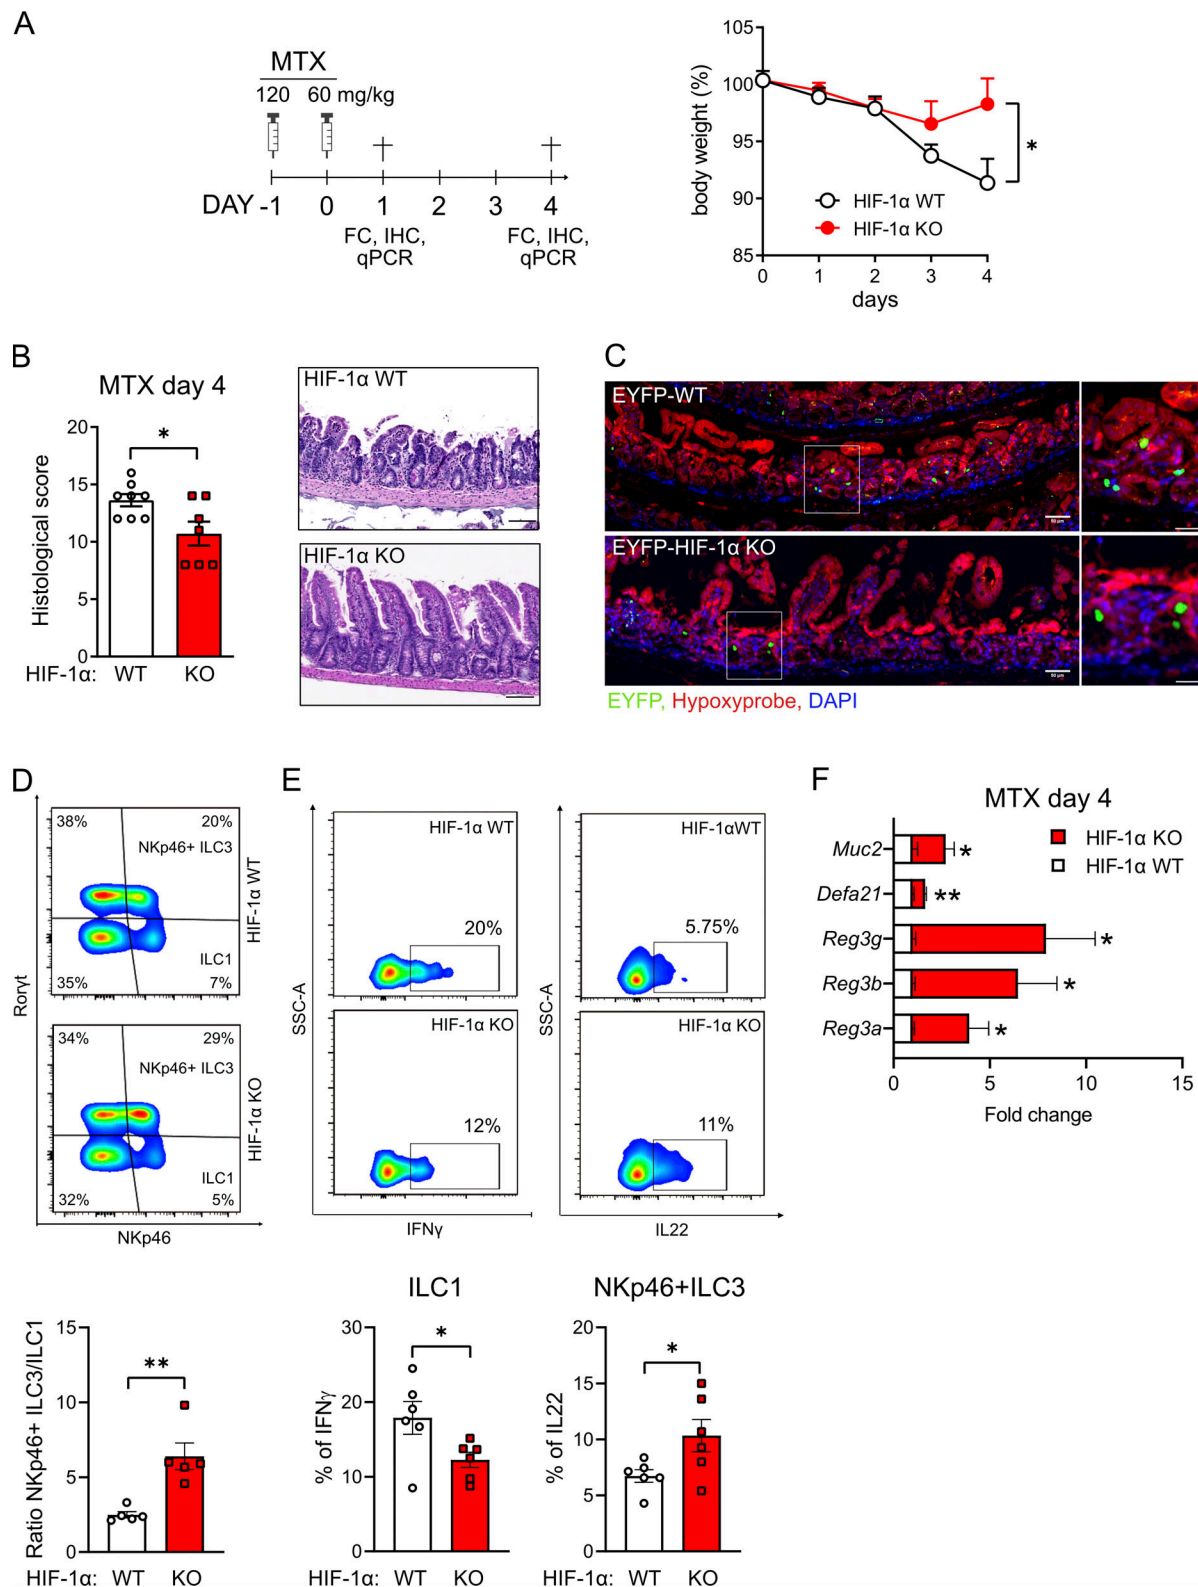 A
MTX
120 60 mg/kg
DAY -1 0 1 2 3 4
FC, IHC, FC, IHC,
qPCR qPCR
105
100
95
90
85
body weight (%)
*
HIF-1α WT
HIF-1α KO
0 1 2 3 4
days
B
MTX day 4
20
15
10
5
0
Histological score
*
HIF-1α: WT KO
HIF-1α WT
HIF-1α KO
C
EYFP-WT
50 μm
EYFP-HIF-1α KO
50 μm
EYFP, Hypoxyprobe, DAPI
D
38% 20%
NKp46+ ILC3
ILC1
35% 7%
HIF-1α WT
Rorγt
34% 29%
NKp46+ ILC3
ILC1
32% 5%
HIF-1α KO
NKp46
15
10
5
0
Ratio NKp46+ ILC3/ILC1
**
HIF-1α: WT KO
E
HIF-1α WT
20%
SSC-A
HIF-1α KO
12%
IFNγ
HIF-1αWT
5.75%
SSC-A
HIF-1α KO
11%
IL22
ILC1
30
20
10
0
% of IFNγ
*
HIF-1α: WT KO
NKp46+ILC3
20
15
10
5
0
% of IL22
*
HIF-1α: WT KO
F
MTX day 4
HIF-1α KO
HIF-1α WT
Muc2 *
Defa21 **
Reg3g *
Reg3b *
Reg3a *
0 5 10 15
Fold change